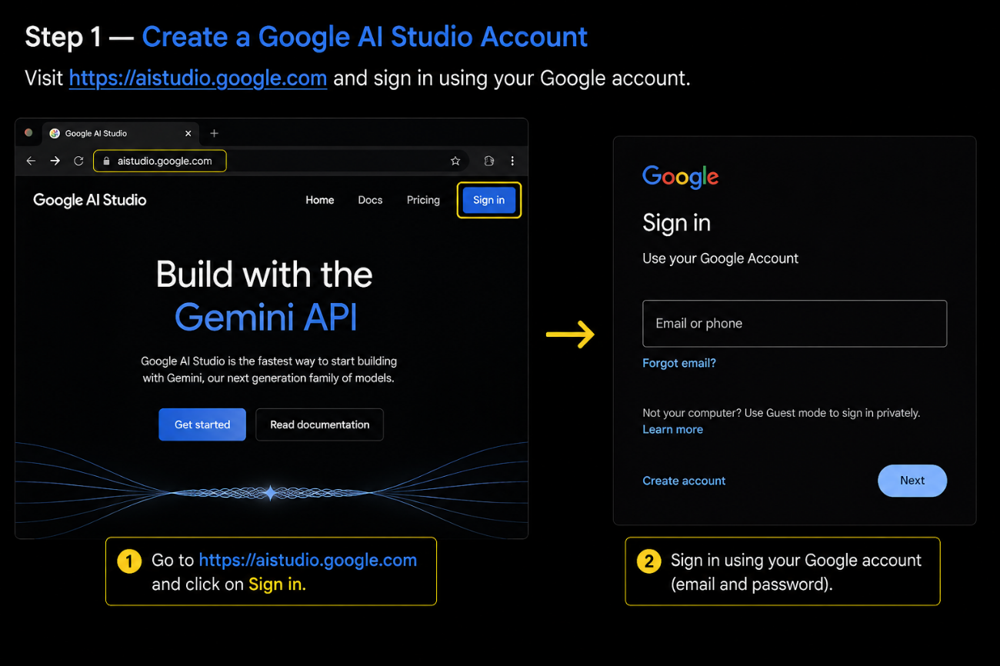 Step 1 — Create a Google AI Studio Account
Visit https://aistudio.google.com and sign in using your Google account.
Google AI Studio
aistudio.google.com
Google AI Studio
Home
Docs
Pricing
Sign in
Build with the
Gemini API
Google AI Studio is the fastest way to start building
with Gemini, our next generation family of models.
Get started
Read documentation
1 Go to https://aistudio.google.com
and click on Sign in.
Google
Sign in
Use your Google Account
Email or phone
Forgot email?
Not your computer? Use Guest mode to sign in privately.
Learn more
Create account
Next
2 Sign in using your Google account
(email and password).